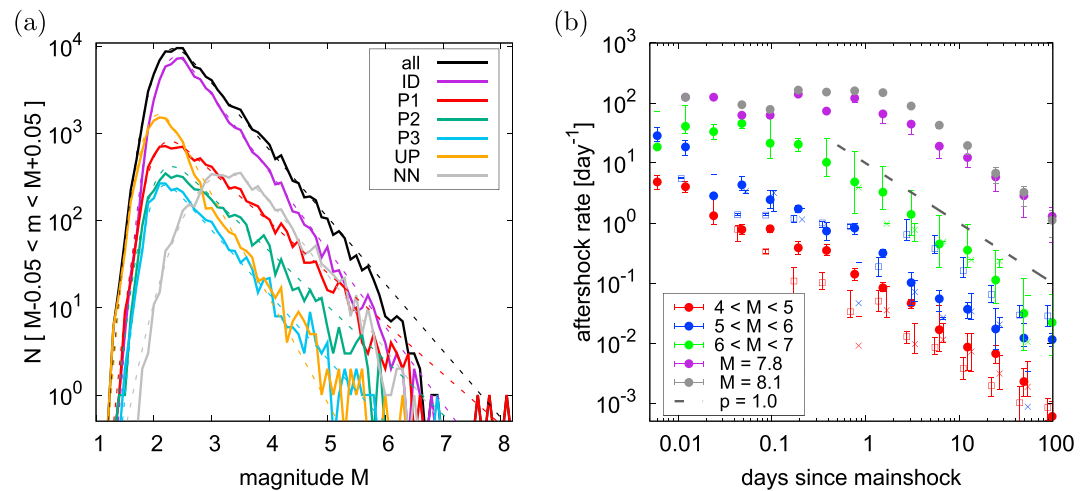 (a)
N [ M-0.05 < m < M+0.05 ]
10^4
10^3
10^2
10^1
10^0
all
ID
P1
P2
P3
UP
NN
1 2 3 4 5 6 7 8
magnitude M
(b)
aftershock rate [day^-1]
10^3
10^2
10^1
10^0
10^-1
10^-2
10^-3
4 < M < 5
5 < M < 6
6 < M < 7
M = 7.8
M = 8.1
p = 1.0
0.01 0.1 1 10 100
days since mainshock